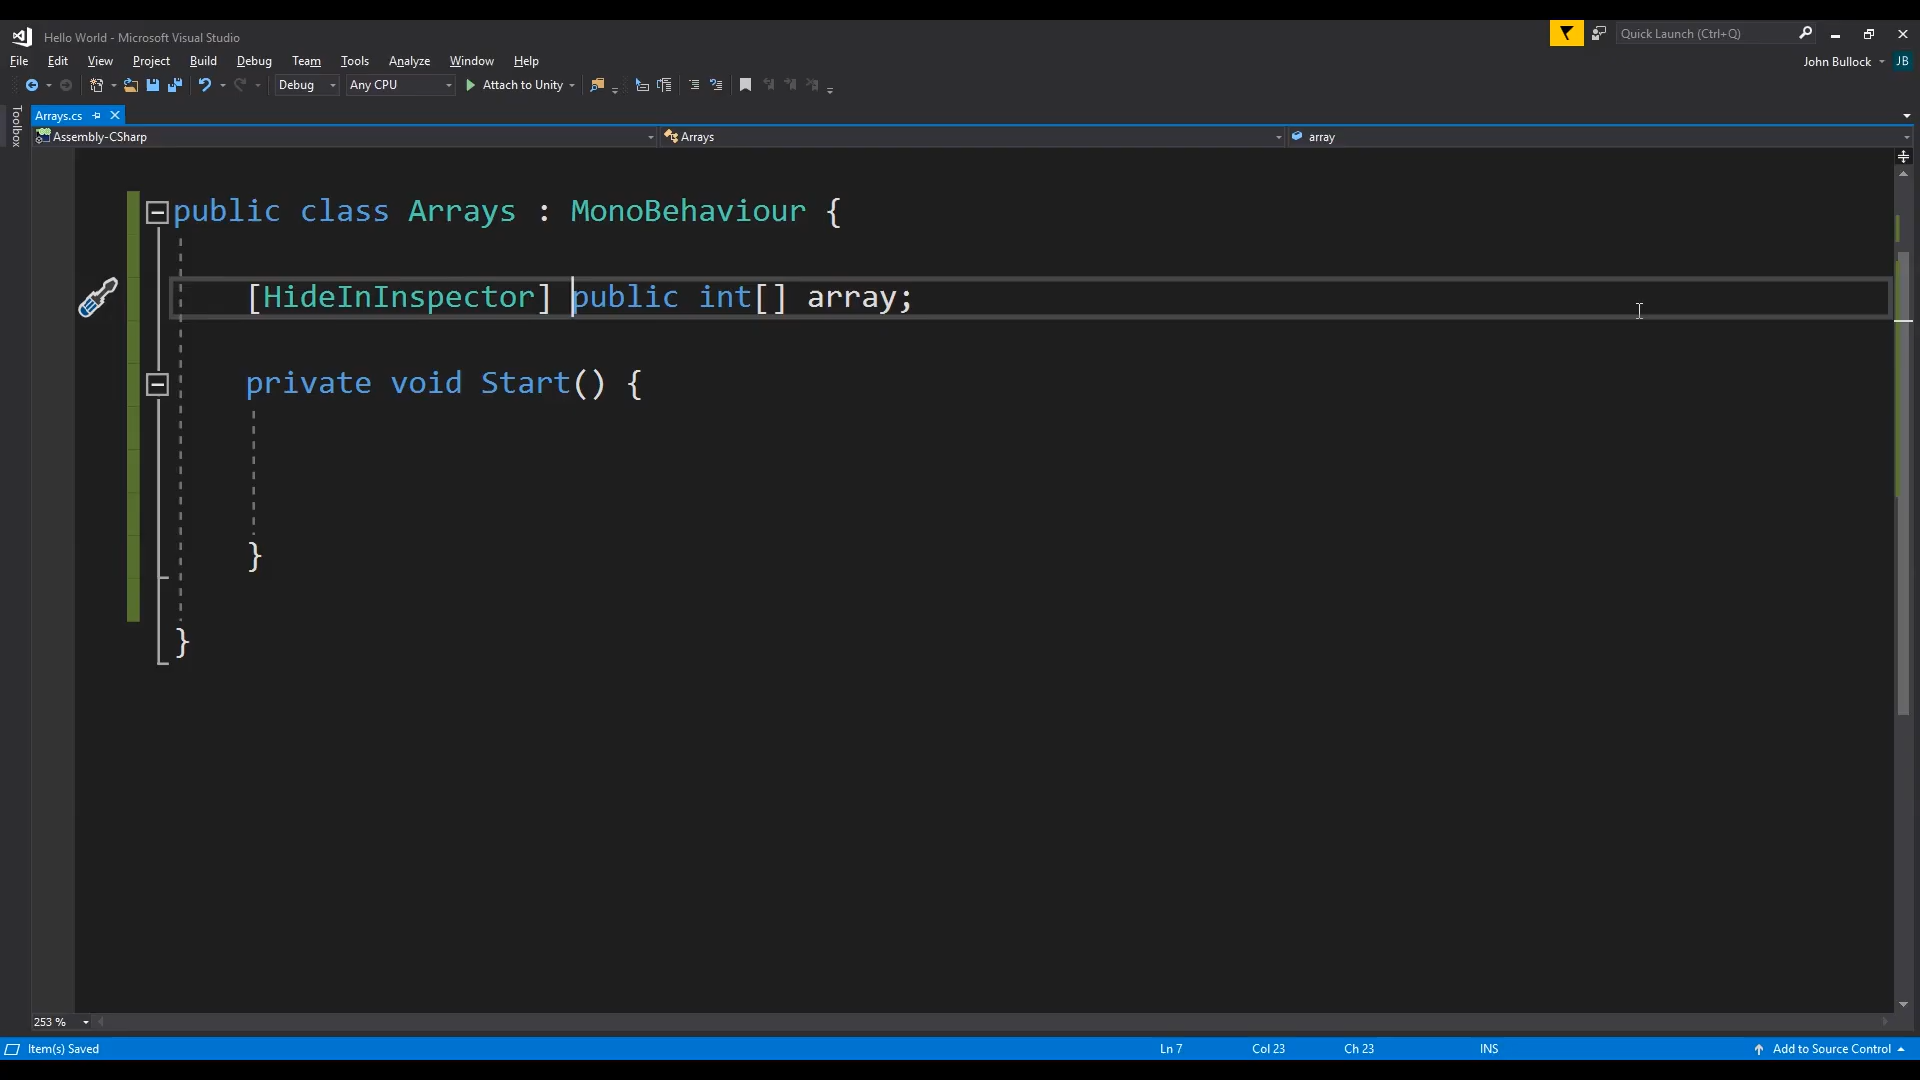 Hello World - Microsoft Visual Studio
Quick Launch (Ctrl+Q)
File Edit View Project Build Debug Team Tools Analyze Window Help
John Bullock JB
Debug Any CPU Attach to Unity
Toolbox
Arrays.cs
Assembly-CSharp Arrays array
public class Arrays : MonoBehaviour {
[HideInInspector] public int[] array;
private void Start() {
}
}
253 %
Item(s) Saved Ln 7 Col 23 Ch 23 INS Add to Source Control